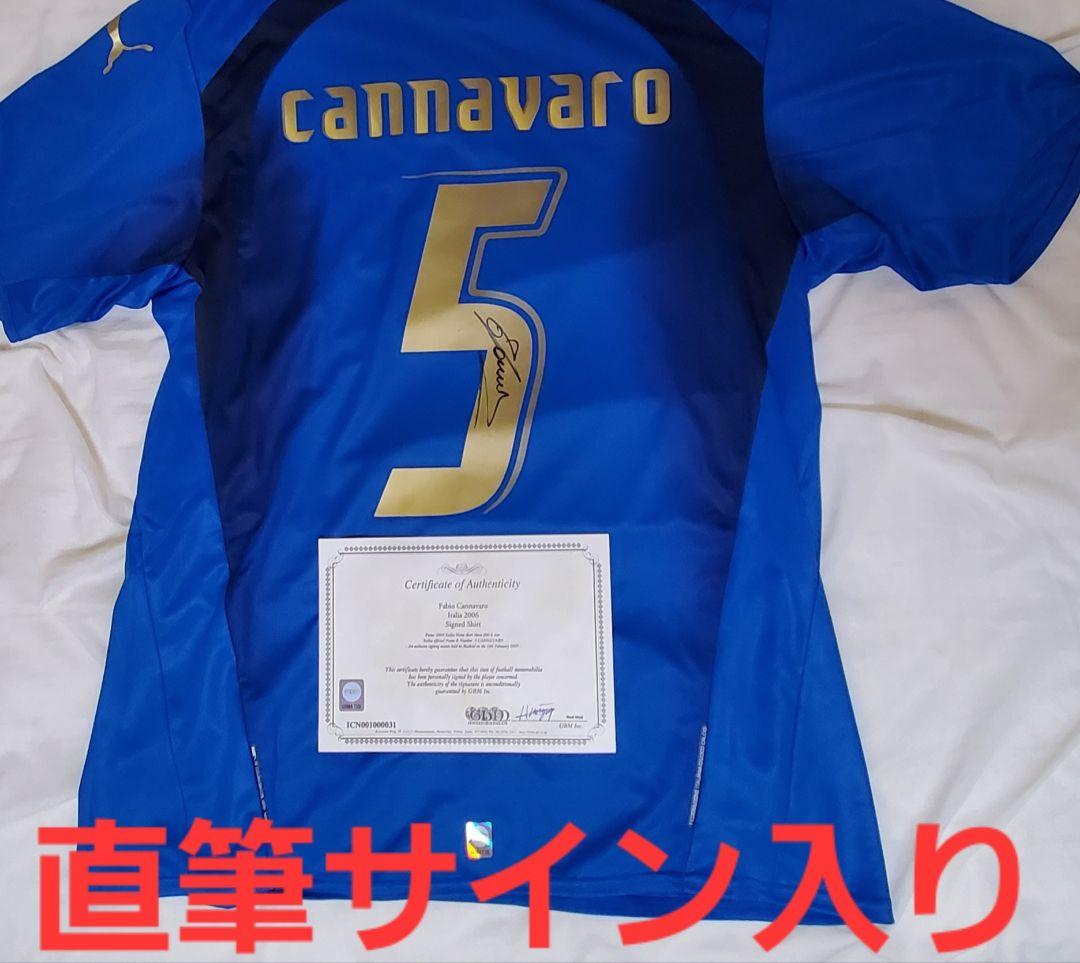 cannavaro
5
Certificate of Authenticity
Fabio Cannavaro
Italia 2006
Signed Shirt
This certificate hereby guarantees that this item of football memorabilia
has been personally signed by the player concerned.
The authenticity of the signature is unconditionally
guaranteed by GBM Inc.
ICN001000031
GBM Inc.
直筆サイン入り